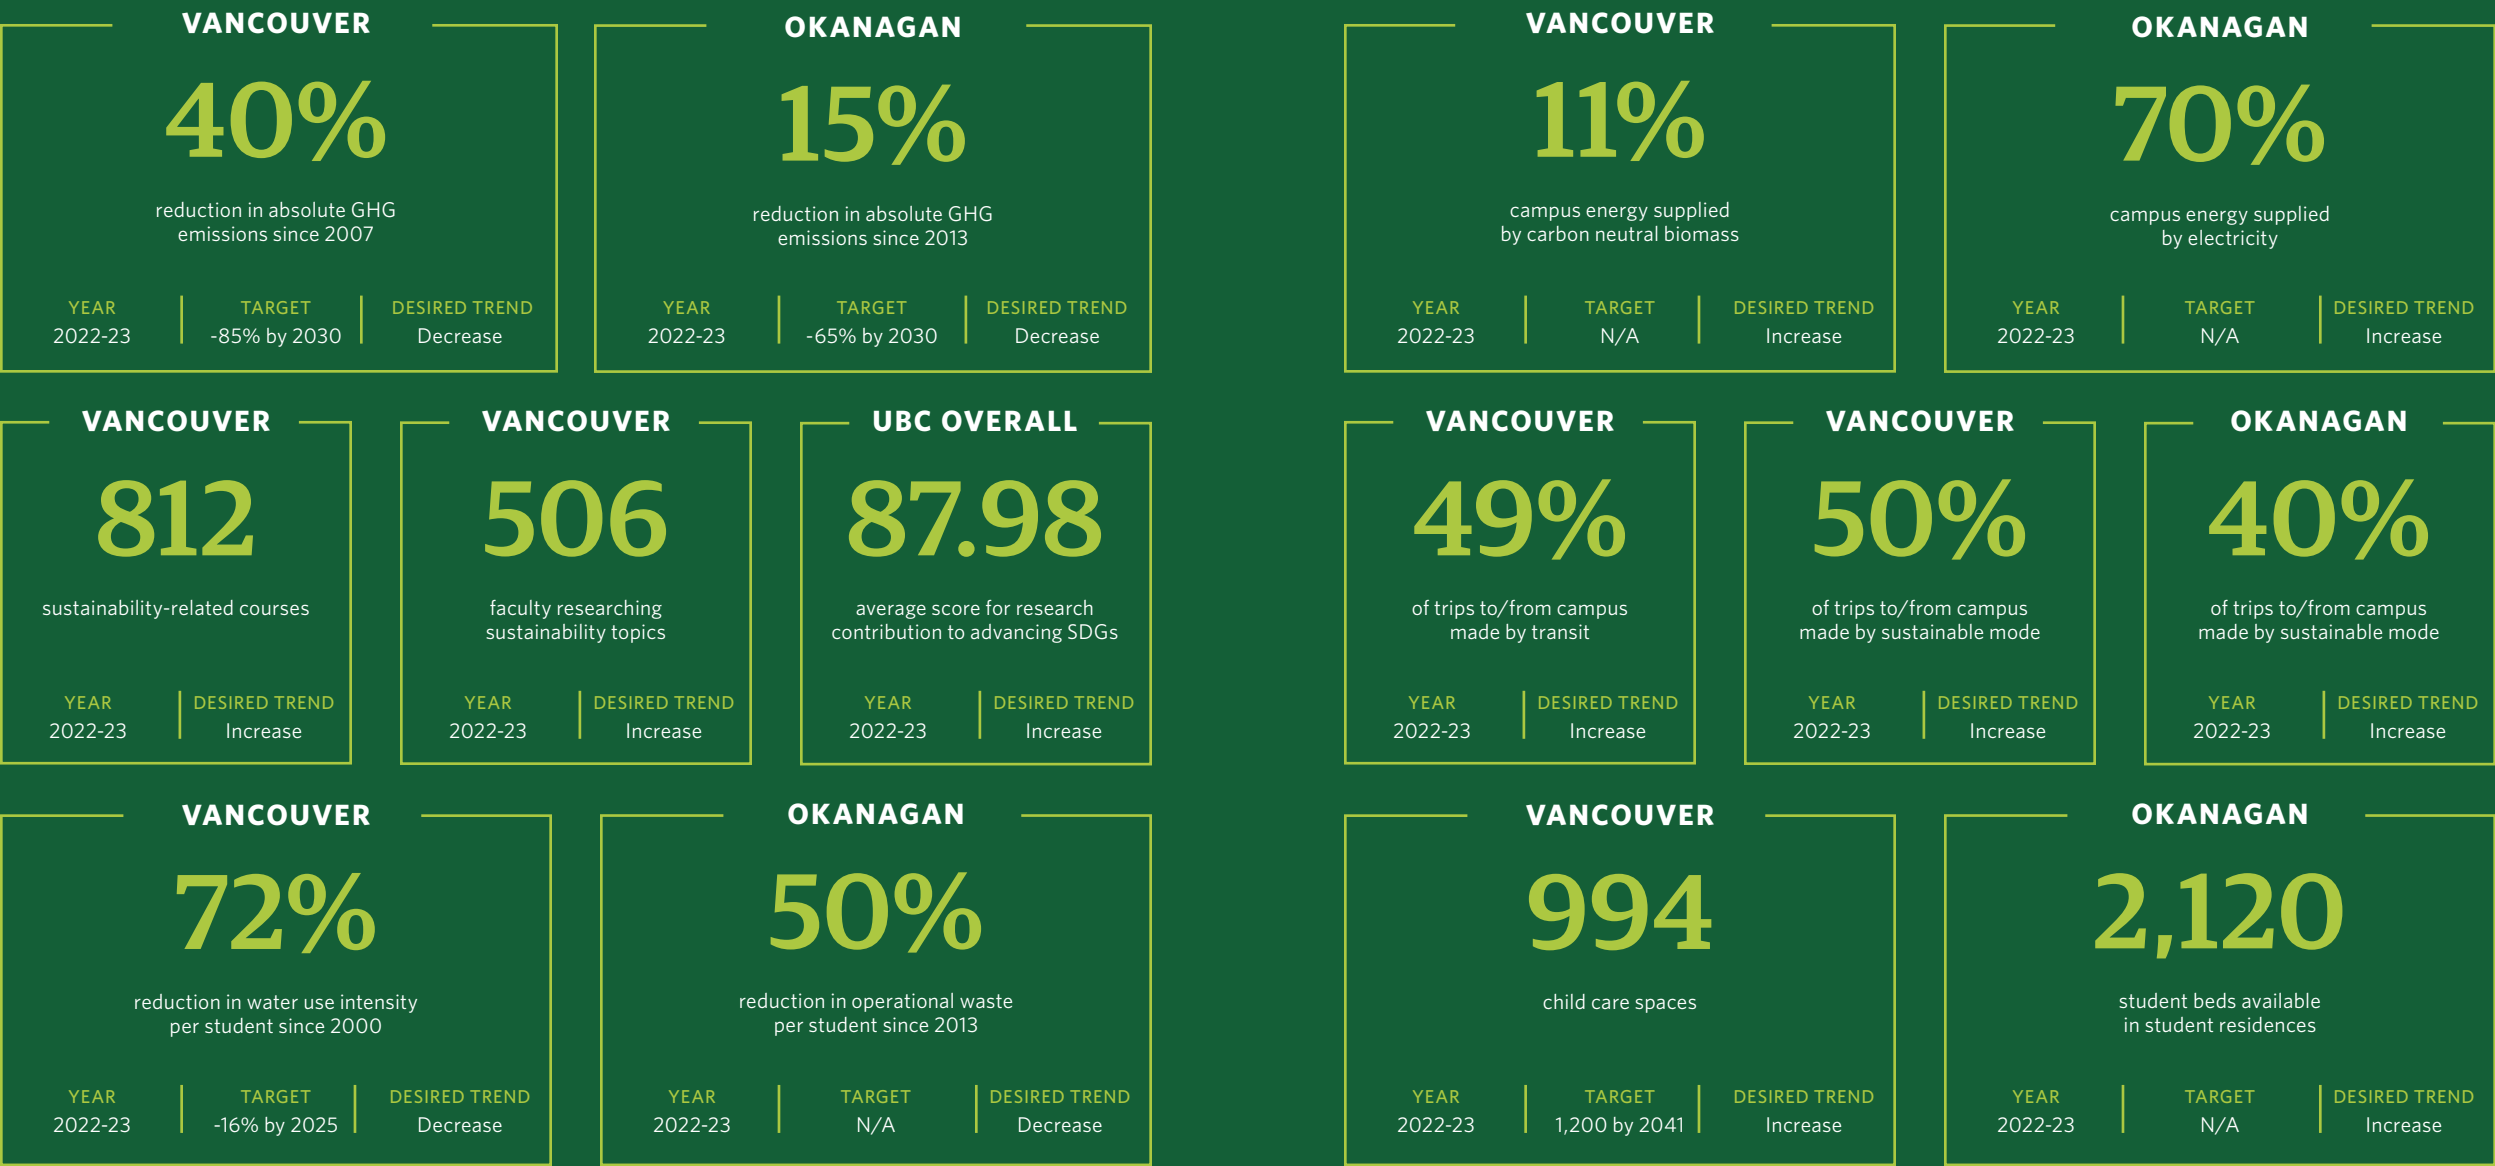 VANCOUVER
40%
reduction in absolute GHG
emissions since 2007
YEAR
2022-23
TARGET
-85% by 2030
DESIRED TREND
Decrease
OKANAGAN
15%
reduction in absolute GHG
emissions since 2013
YEAR
2022-23
TARGET
-65% by 2030
DESIRED TREND
Decrease
VANCOUVER
11%
campus energy supplied
by carbon neutral biomass
YEAR
2022-23
TARGET
N/A
DESIRED TREND
Increase
OKANAGAN
70%
campus energy supplied
by electricity
YEAR
2022-23
TARGET
N/A
DESIRED TREND
Increase
VANCOUVER
812
sustainability-related courses
YEAR
2022-23
DESIRED TREND
Increase
VANCOUVER
506
faculty researching
sustainability topics
YEAR
2022-23
DESIRED TREND
Increase
UBC OVERALL
87.98
average score for research
contribution to advancing SDGs
YEAR
2022-23
DESIRED TREND
Increase
VANCOUVER
49%
of trips to/from campus
made by transit
YEAR
2022-23
DESIRED TREND
Increase
VANCOUVER
50%
of trips to/from campus
made by sustainable mode
YEAR
2022-23
DESIRED TREND
Increase
OKANAGAN
40%
of trips to/from campus
made by sustainable mode
YEAR
2022-23
DESIRED TREND
Increase
VANCOUVER
72%
reduction in water use intensity
per student since 2000
YEAR
2022-23
TARGET
-16% by 2025
DESIRED TREND
Decrease
OKANAGAN
50%
reduction in operational waste
per student since 2013
YEAR
2022-23
TARGET
N/A
DESIRED TREND
Decrease
VANCOUVER
994
child care spaces
YEAR
2022-23
TARGET
1,200 by 2041
DESIRED TREND
Increase
OKANAGAN
2,120
student beds available
in student residences
YEAR
2022-23
TARGET
N/A
DESIRED TREND
Increase